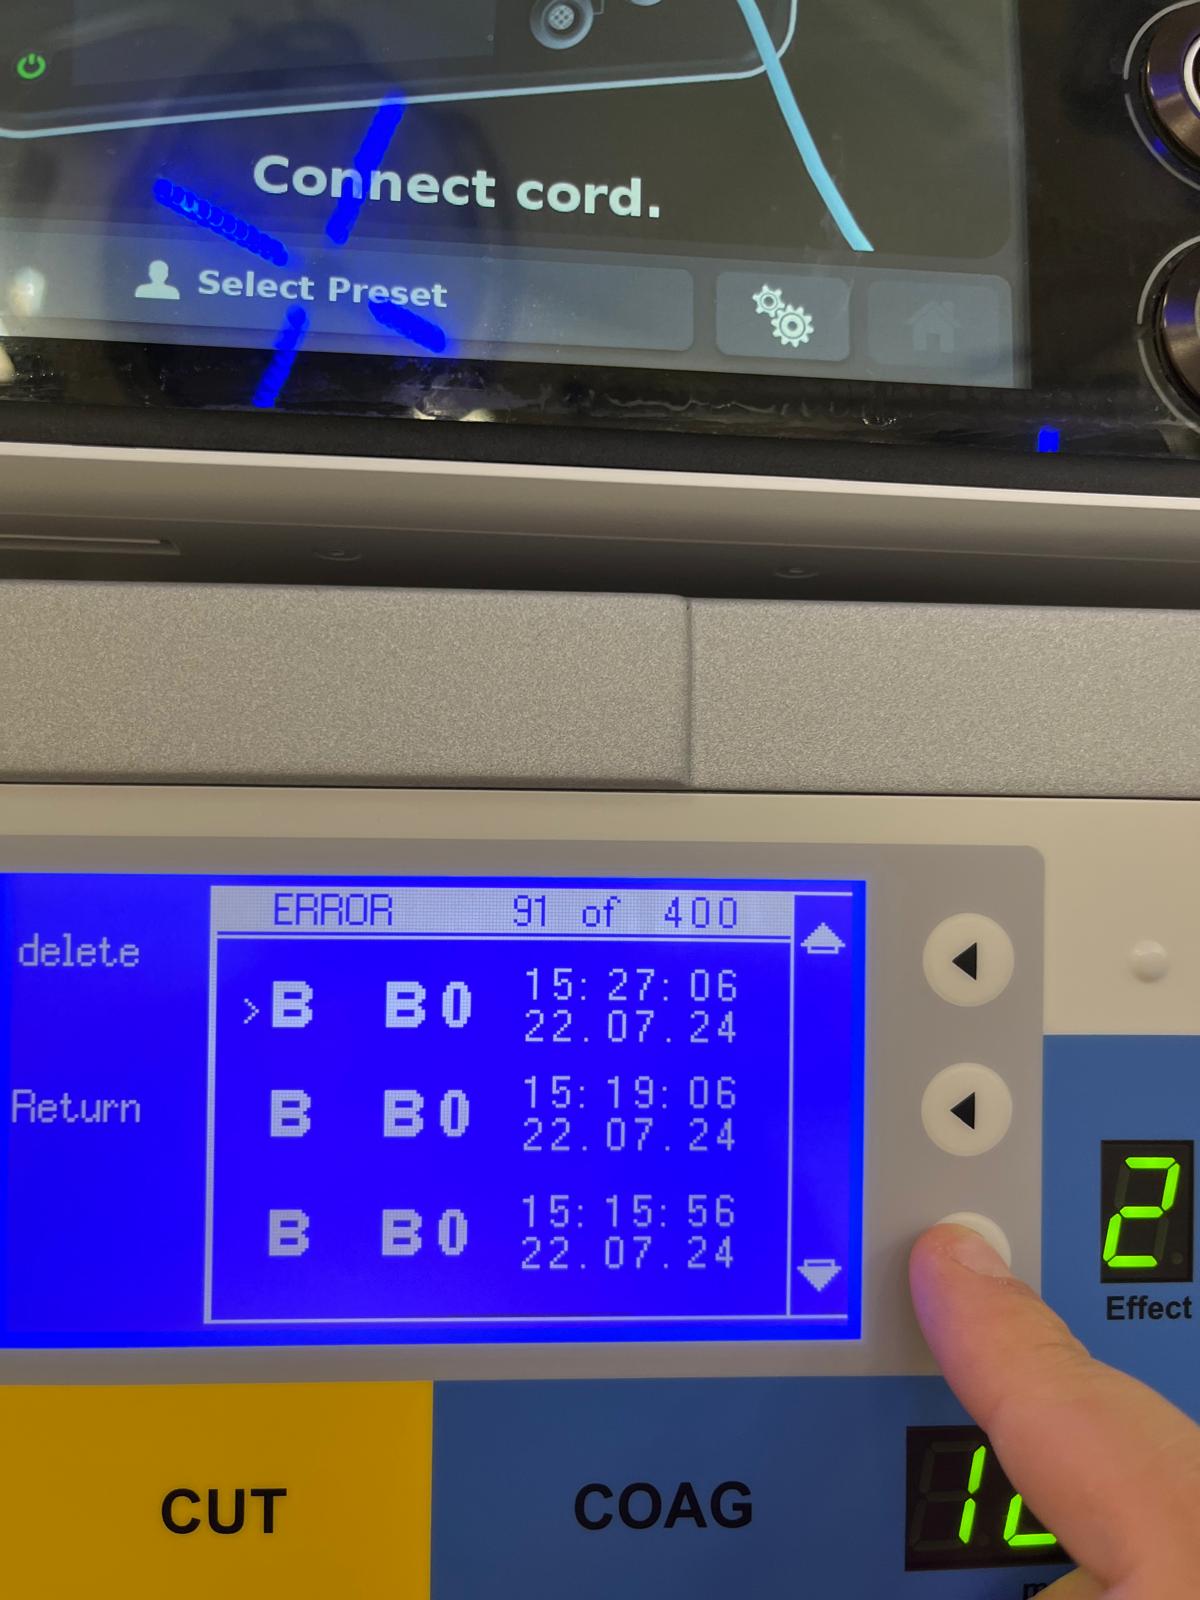 Connect cord.
Select Preset
ERROR 91 of 400
delete
>B B0 15:27:06
22.07.24
Return
B B0 15:19:06
22.07.24
B B0 15:15:56
22.07.24
2
Effect
CUT
COAG